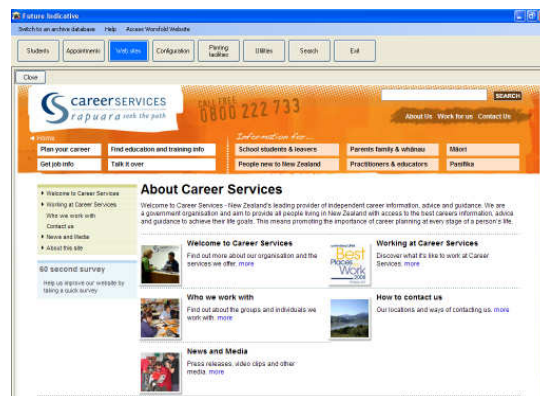 Future Indicative
Switch to an archive database Help Access Worsfold Website
Students Appointments Web sites Configuration Planning facilities Utilities Search Exit
Close
careerSERVICES
rapuara seek the path
CALL FREE
0800 222 733
SEARCH
About Us Work for us Contact Us
Home
Information for...
Plan your career Find education and training info School students & leavers Parents family & whānau Māori
Get job info Talk it over People new to New Zealand Practitioners & educators Pasifika
Welcome to Career Services
Working at Career Services
Who we work with
Contact us
News and Media
About this site
60 second survey
Help us improve our website by
taking a quick survey
About Career Services
Welcome to Career Services - New Zealand's leading provider of independent career information, advice and guidance. We are
a government organisation and aim to provide all people living in New Zealand with access to the best careers information, advice
and guidance to achieve their life goals. This means promoting the importance of career planning at every stage of a person's life.
Welcome to Career Services
Find out more about our organisation and the
services we offer. more
Best
Places
Work
2006
Working at Career Services
Discover what it's like to work at Career
Services. more
Who we work with
Find out about the groups and individuals we
work with. more
How to contact us
Our locations and ways of contacting us. more
News and Media
Press releases, video clips and other
media. more